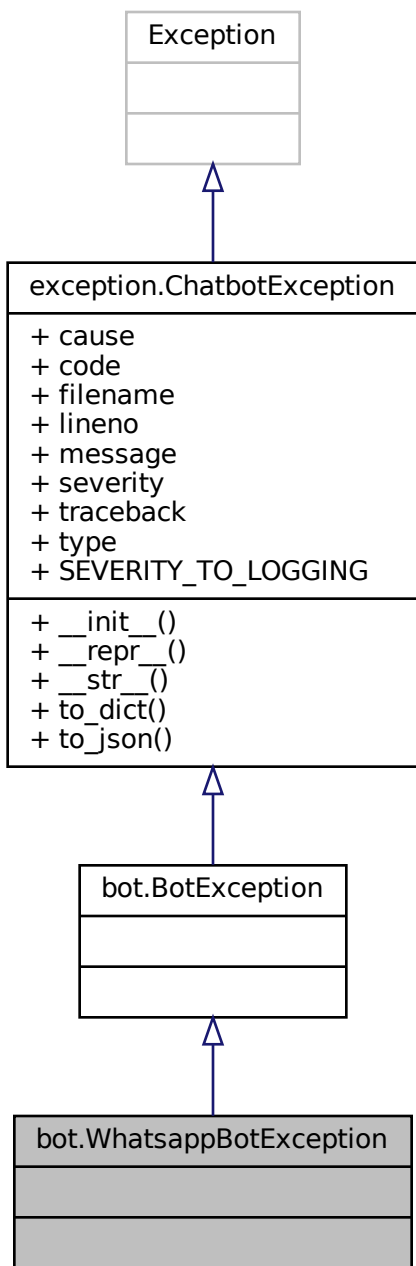 Exception
exception.ChatbotException
+ cause
+ code
+ filename
+ lineno
+ message
+ severity
+ traceback
+ type
+ SEVERITY_TO_LOGGING
+ __init__()
+ __repr__()
+ __str__()
+ to_dict()
+ to_json()
bot.BotException
bot.WhatsappBotException